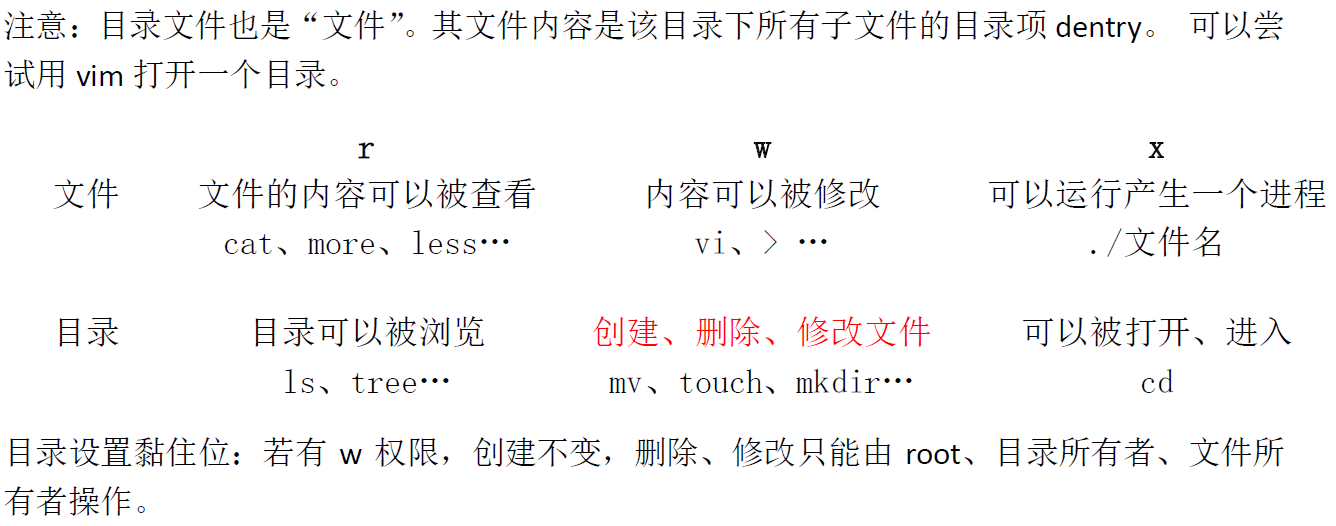 注意：目录文件也是“文件”。其文件内容是该目录下所有子文件的目录项 dentry。 可以尝
试用 vim 打开一个目录。
r w x
文件 文件的内容可以被查看 内容可以被修改 可以运行产生一个进程
cat、more、less… vi、> … ./文件名
目录 目录可以被浏览 创建、删除、修改文件 可以被打开、进入
ls、tree… mv、touch、mkdir… cd
目录设置黏住位：若有 w 权限，创建不变，删除、修改只能由 root、目录所有者、文件所
有者操作。